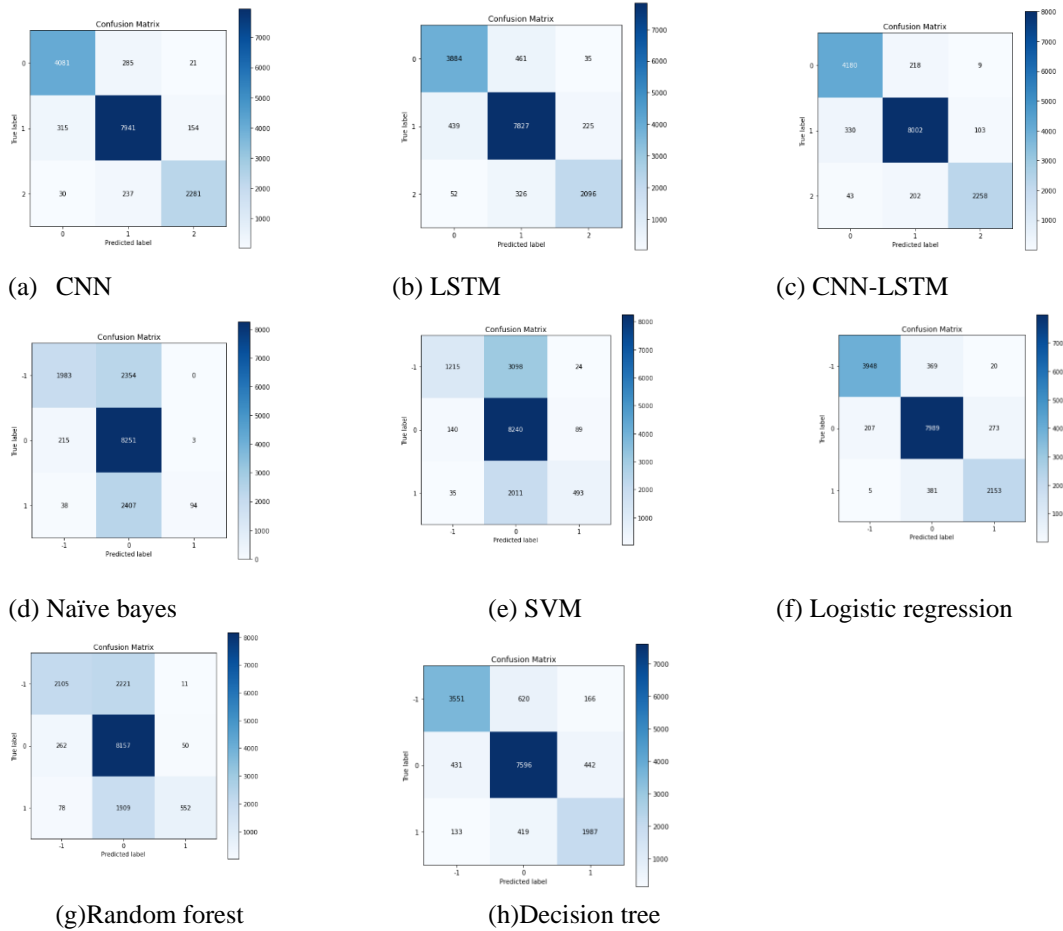 Confusion Matrix
4081 285 21
315 7941 154
30 237 2281
0
1
2
True label
0 1 2
Predicted label
7000
6000
5000
4000
3000
2000
1000
(a) CNN
Confusion Matrix
3884 461 35
439 7827 225
52 326 2096
0
1
2
True label
0 1 2
Predicted label
7000
6000
5000
4000
3000
2000
1000
(b) LSTM
Confusion Matrix
4180 218 9
330 8002 103
43 202 2258
0
1
2
True label
0 1 2
Predicted label
8000
7000
6000
5000
4000
3000
2000
1000
(c) CNN-LSTM
Confusion Matrix
1983 2354 0
215 8251 3
38 2407 94
-1
0
1
True label
-1 0 1
Predicted label
8000
7000
6000
5000
4000
3000
2000
1000
0
(d) Naïve bayes
Confusion Matrix
1215 3098 24
140 8240 89
35 2011 493
-1
0
1
True label
-1 0 1
Predicted label
8000
7000
6000
5000
4000
3000
2000
1000
(e) SVM
Confusion Matrix
3948 369 20
207 7989 273
5 381 2153
-1
0
1
True label
-1 0 1
Predicted label
(f) Logistic regression
Confusion Matrix
2105 2221 11
262 8157 50
78 1909 552
-1
0
1
True label
-1 0 1
Predicted label
8000
7000
6000
5000
4000
3000
2000
1000
(g)Random forest
Confusion Matrix
3551 620 166
431 7596 442
133 419 1987
-1
0
1
True label
-1 0 1
Predicted label
7000
6000
5000
4000
3000
2000
1000
(h)Decision tree